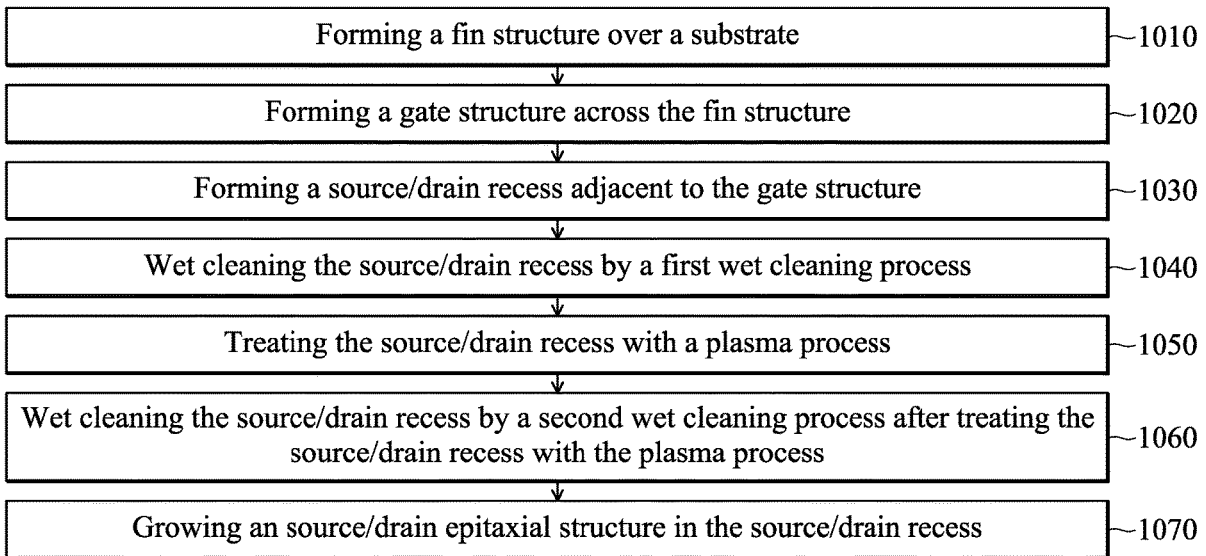 Forming a fin structure over a substrate 1010
Forming a gate structure across the fin structure 1020
Forming a source/drain recess adjacent to the gate structure 1030
Wet cleaning the source/drain recess by a first wet cleaning process 1040
Treating the source/drain recess with a plasma process 1050
Wet cleaning the source/drain recess by a second wet cleaning process after treating the
source/drain recess with the plasma process 1060
Growing an source/drain epitaxial structure in the source/drain recess 1070